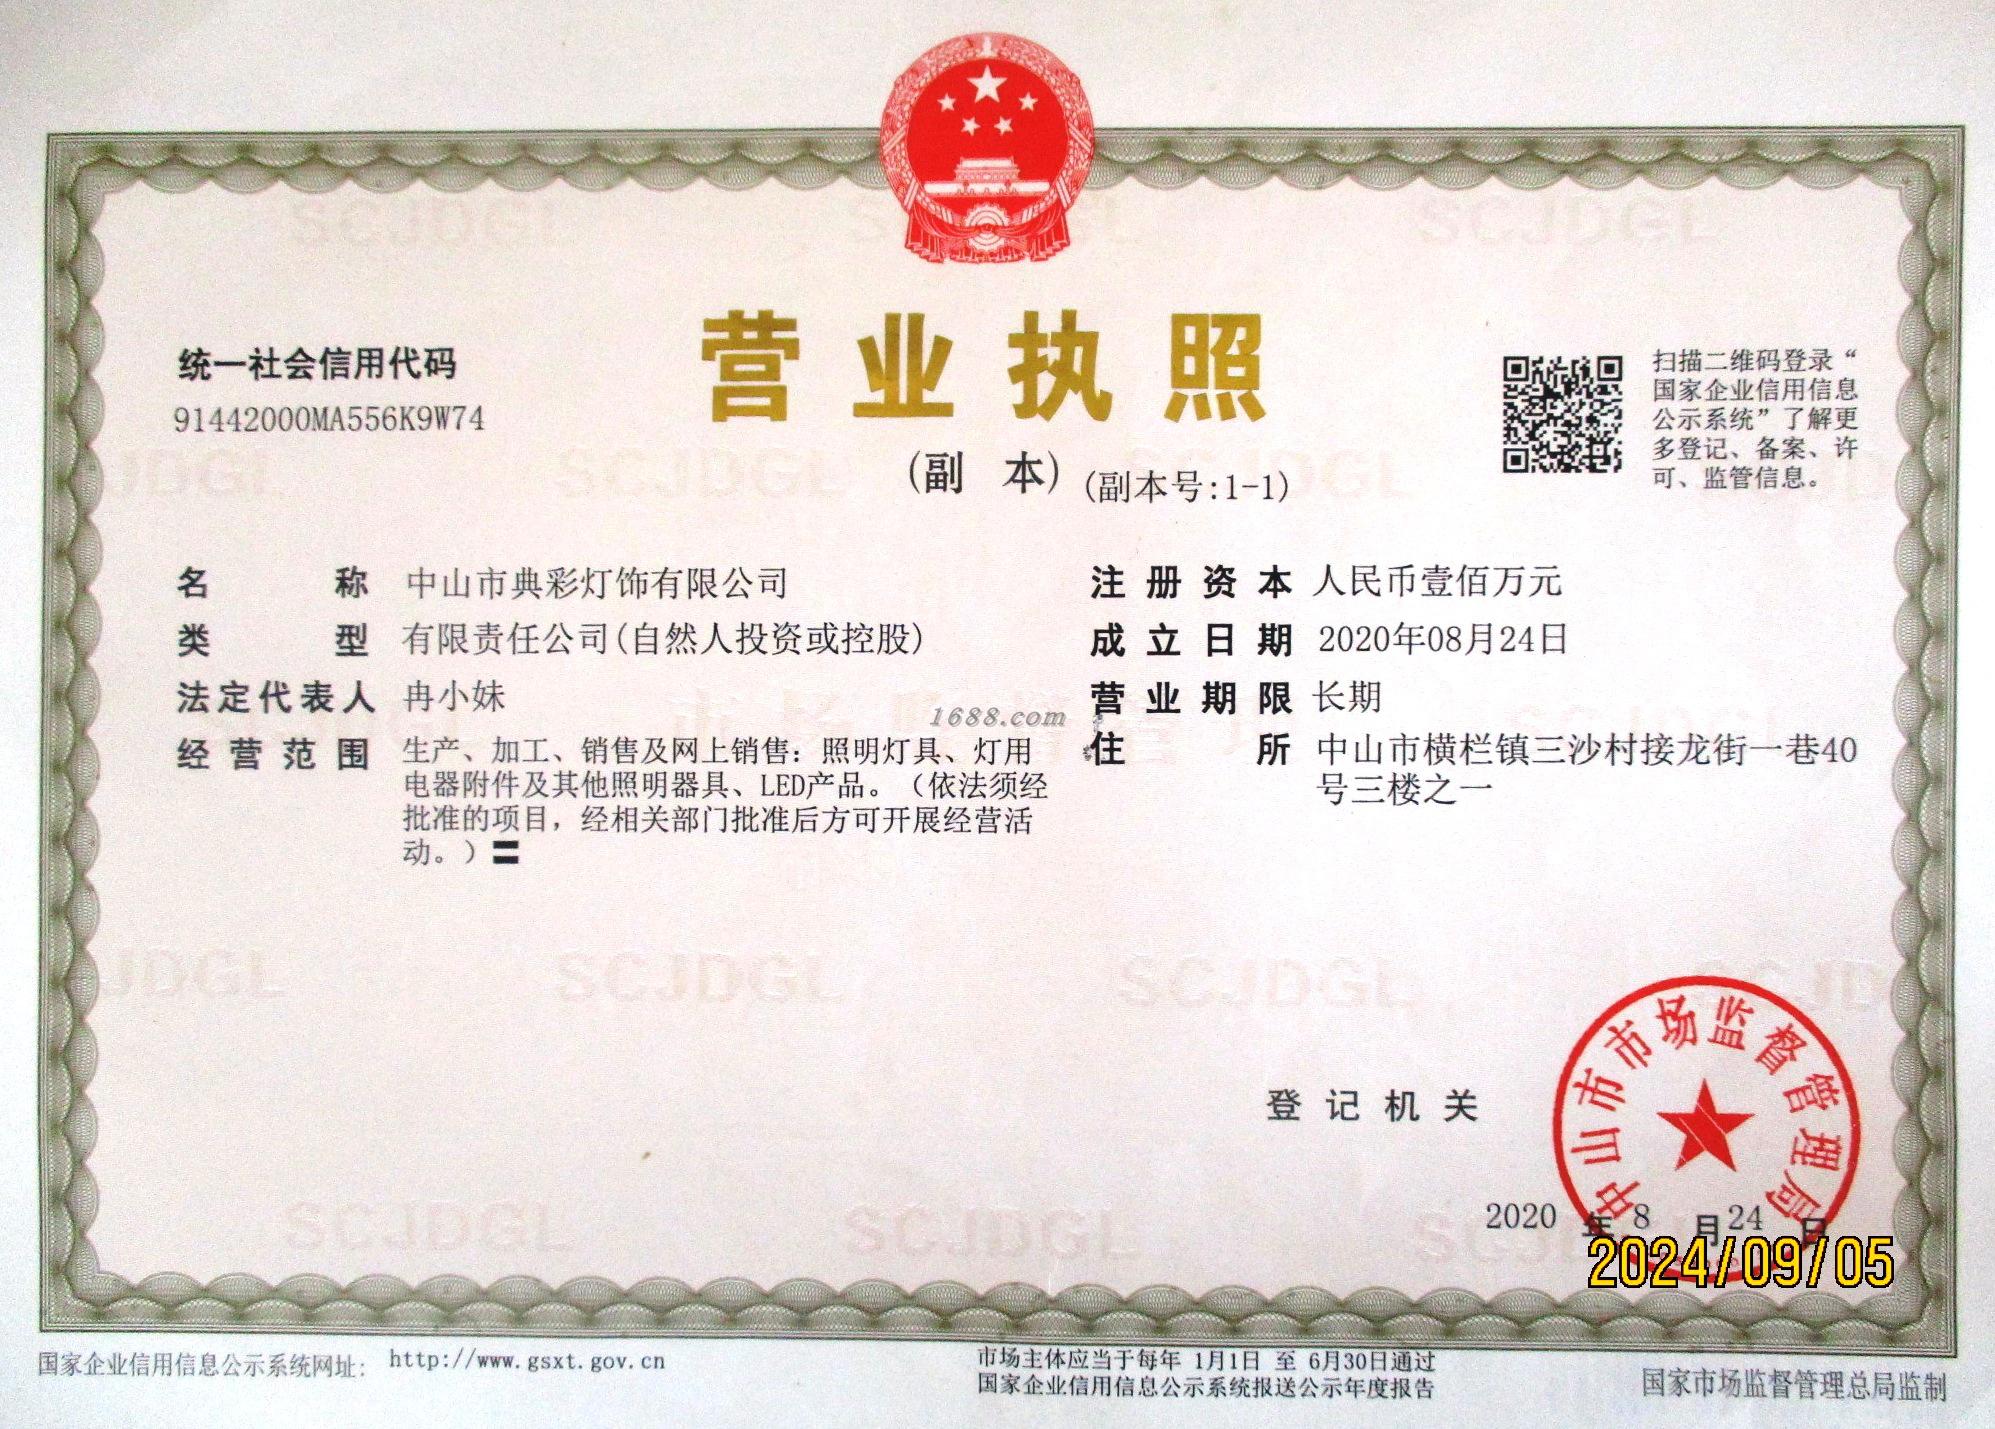 营业执照
(副 本) (副本号:1-1)
统一社会信用代码
91442000MA556K9W74
扫描二维码登录“
国家企业信用信息
公示系统”了解更
多登记、备案、许
可、监管信息。
名称 中山市典彩灯饰有限公司
类型 有限责任公司(自然人投资或控股)
法定代表人 冉小妹
经营范围 生产、加工、销售及网上销售：照明灯具、灯用
电器附件及其他照明器具、LED产品。（依法须经
批准的项目，经相关部门批准后方可开展经营活
动。）〓
注册资本 人民币壹佰万元
成立日期 2020年08月24日
营业期限 长期
住所 中山市横栏镇三沙村接龙街一巷40
号三楼之一
1688.com
登记机关
中山市市场监督管理局
2020 年 8 月 24 日
2024/09/05
国家企业信用信息公示系统网址： http://www.gsxt.gov.cn
市场主体应当于每年 1月1日 至 6月30日通过
国家企业信用信息公示系统报送公示年度报告
国家市场监督管理总局监制
SCJDGL
SCJDGL
SCJDGL
JDGL
SCJDGL
SCJDGL
SCJDGL
SCJDGL